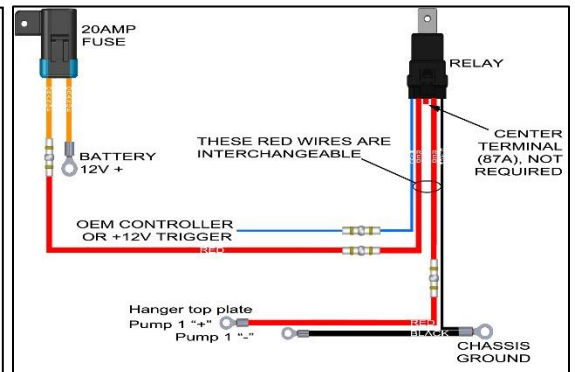 20AMP
FUSE
RELAY
THESE RED WIRES ARE
INTERCHANGEABLE
CENTER
TERMINAL
(87A), NOT
REQUIRED
BATTERY
12V +
OEM CONTROLLER
OR +12V TRIGGER
RED
Hanger top plate
Pump 1 "+"
RED
Pump 1 "-"
BLACK
CHASSIS
GROUND